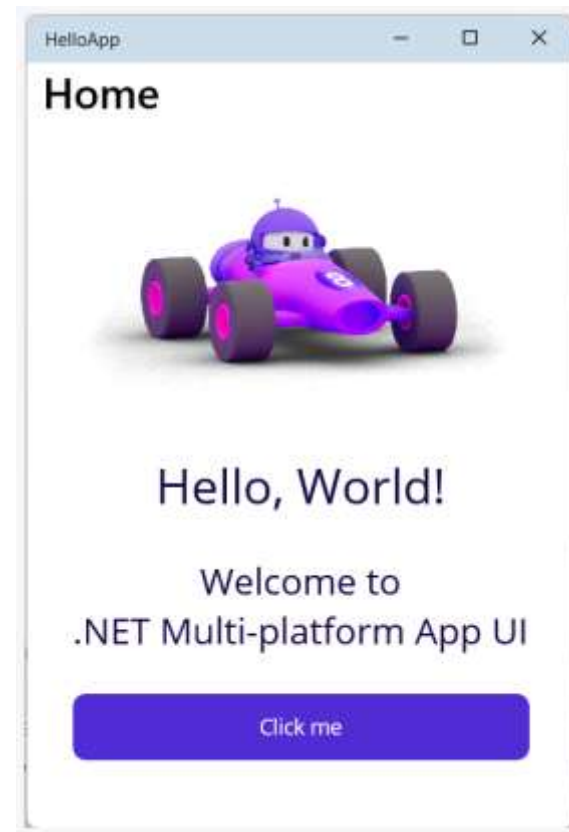 HelloApp
Home
Hello, World!
Welcome to
.NET Multi-platform App UI
Click me